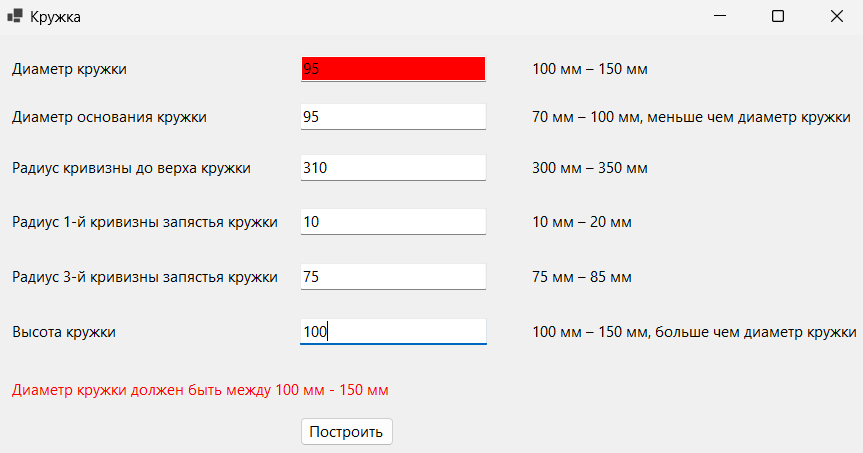 Кружка
Диаметр кружки 95 100 мм – 150 мм
Диаметр основания кружки 95 70 мм – 100 мм, меньше чем диаметр кружки
Радиус кривизны до верха кружки 310 300 мм – 350 мм
Радиус 1-й кривизны запястья кружки 10 10 мм – 20 мм
Радиус 3-й кривизны запястья кружки 75 75 мм – 85 мм
Высота кружки 100 100 мм – 150 мм, больше чем диаметр кружки
Диаметр кружки должен быть между 100 мм - 150 мм
Построить